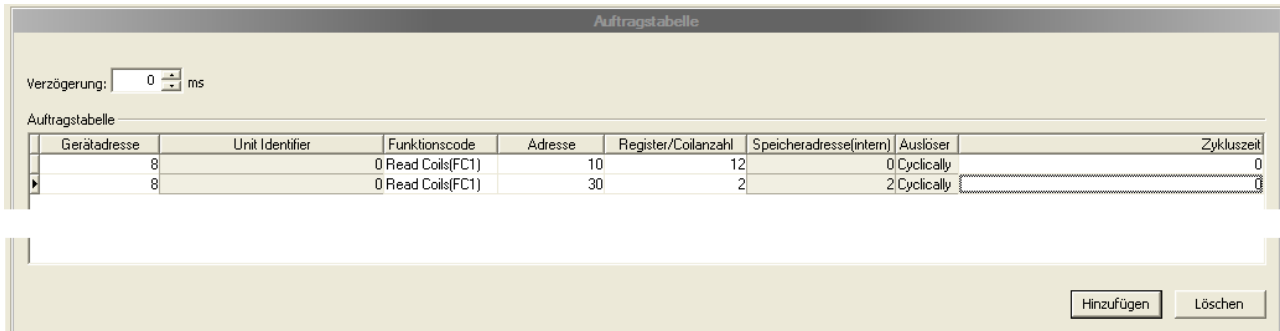 Auftragstabelle
Verzögerung: 0 ms
Auftragstabelle
Gerätadresse Unit Identifier Funktionscode Adresse Register/Coilanzahl Speicheradresse(intern) Auslöser Zykluszeit
8 0 Read Coils(FC1) 10 12 0 Cyclically 0
8 0 Read Coils(FC1) 30 2 2 Cyclically 0
Hinzufügen Löschen